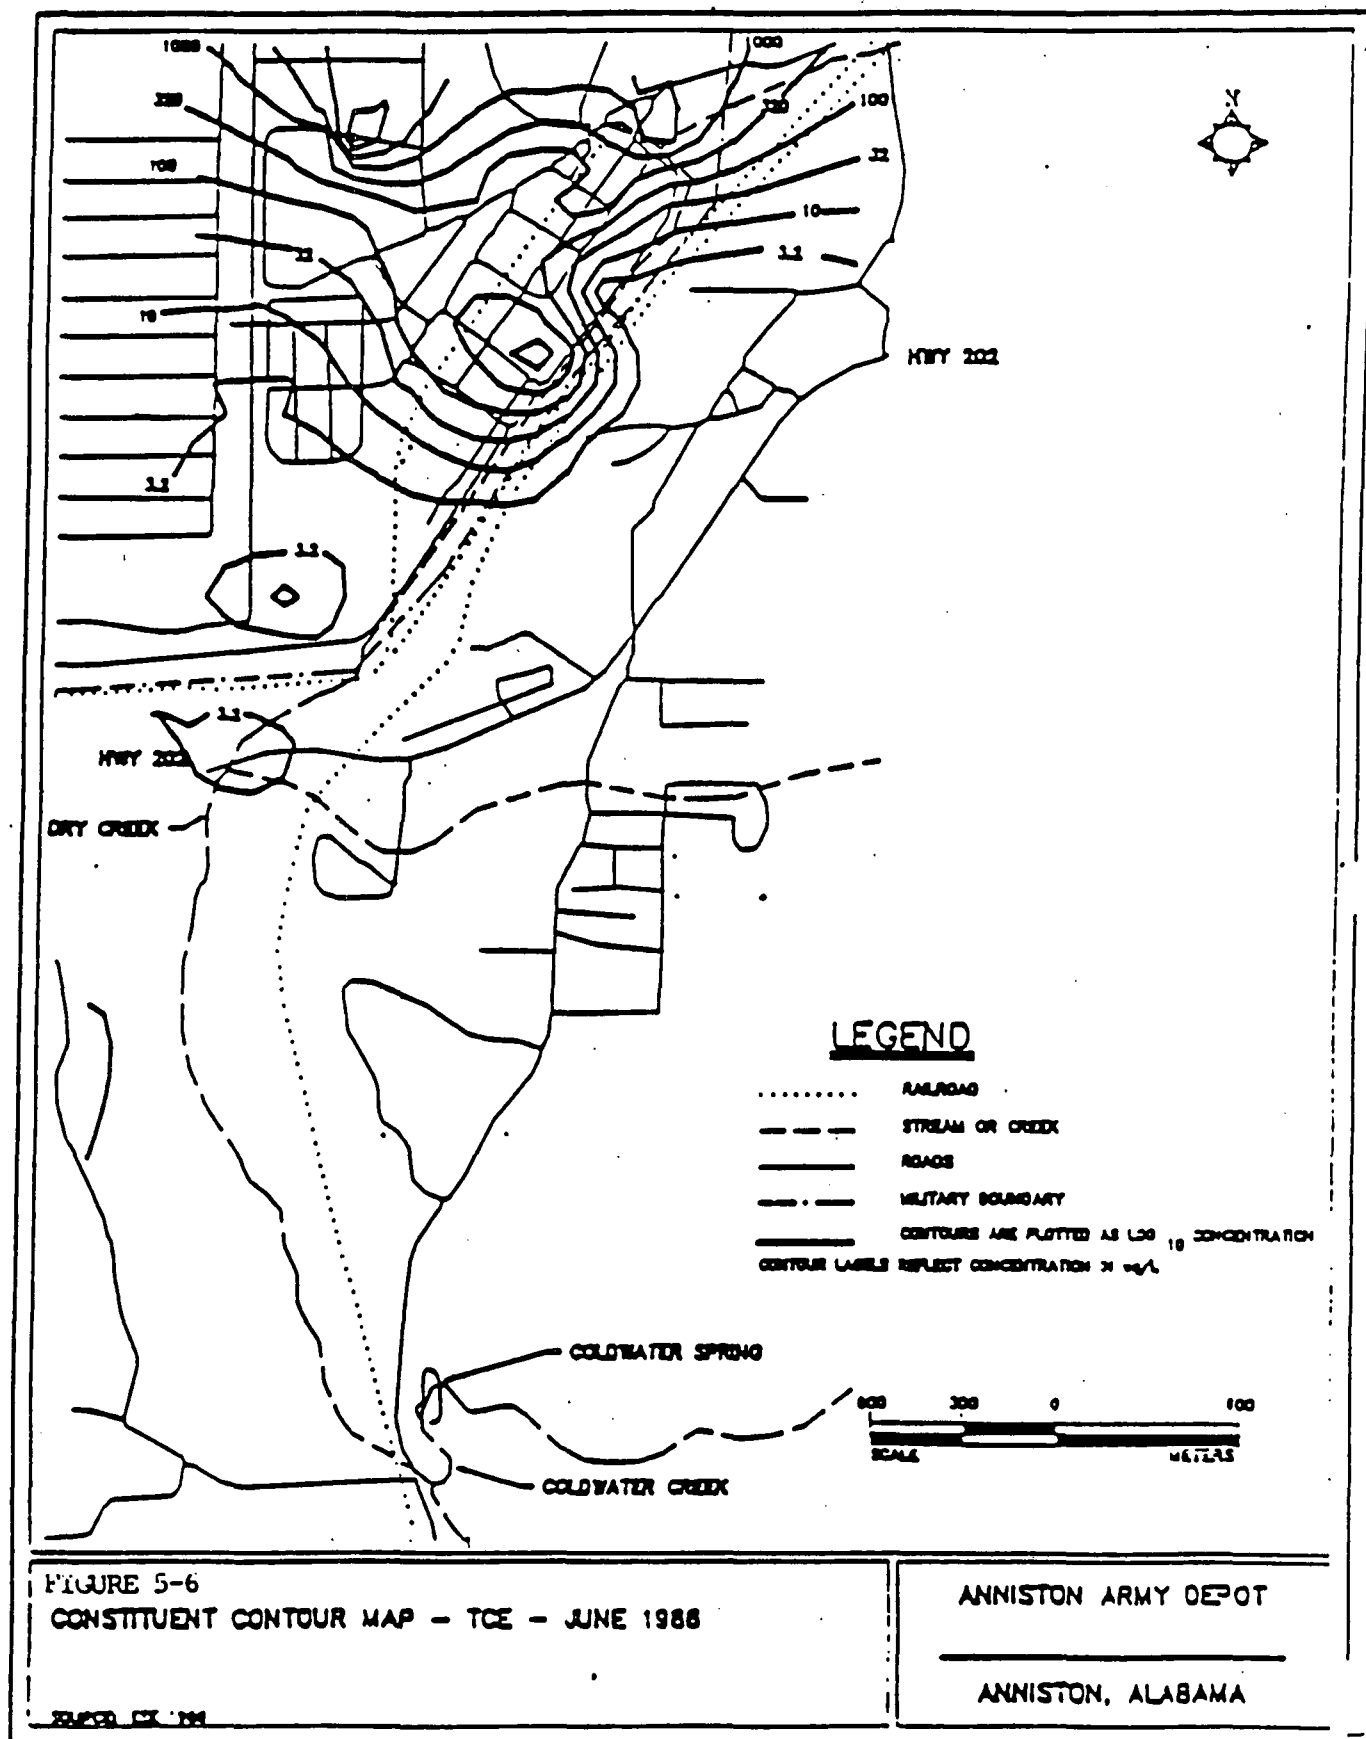 1000
1000
320
320
100
100
32
10
3.2
32
10
HWY 202
3.2
3.2
3.2
HWY 202
DRY CREEK
LEGEND
RAILROAD
STREAM OR CREEK
ROADS
MILITARY BOUNDARY
CONTOURS ARE PLOTTED AS LOG 10 CONCENTRATION
CONTOUR LABELS REFLECT CONCENTRATION
COLDWATER SPRING
600 300 0 600
SCALE METERS
COLDWATER CREEK
FIGURE 5-6
CONSTITUENT CONTOUR MAP - TCE - JUNE 1986
ANNISTON ARMY DEPOT
ANNISTON, ALABAMA